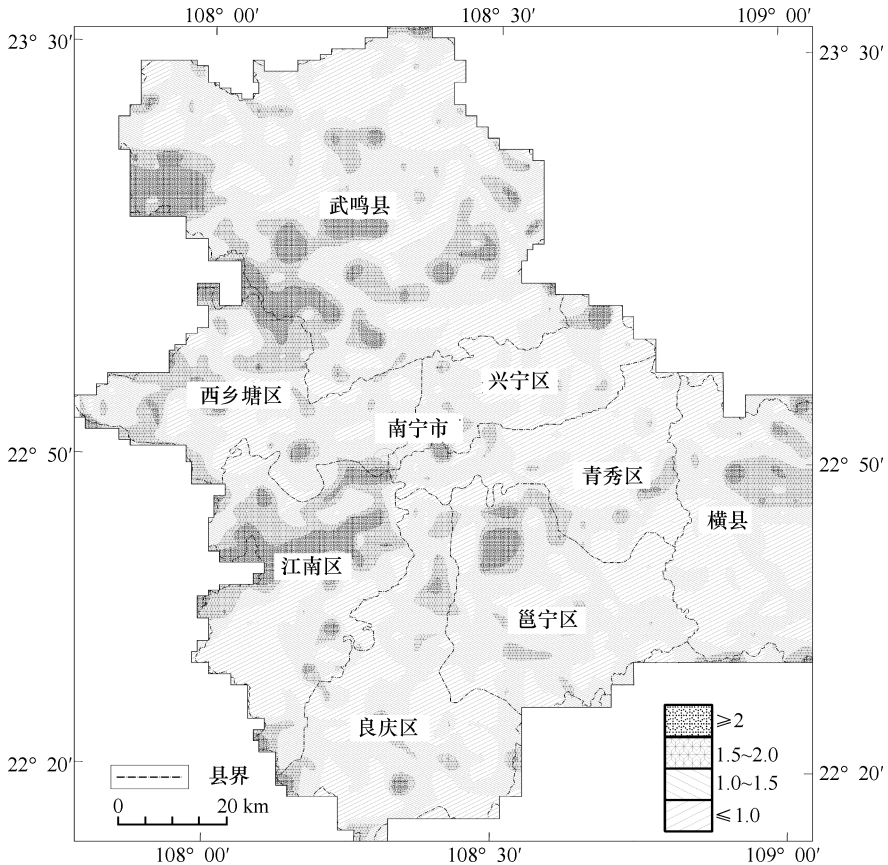 108° 00′ 108° 30′ 109° 00′
23° 30′ 23° 30′
武鸣县
兴宁区
西乡塘区
南宁市
22° 50′ 22° 50′
青秀区
横县
江南区
邕宁区
良庆区
⩾2
1.5~2.0
1.0~1.5
⩽1.0
22° 20′ 22° 20′
县界
0 20 km
108° 00′ 108° 30′ 109° 00′